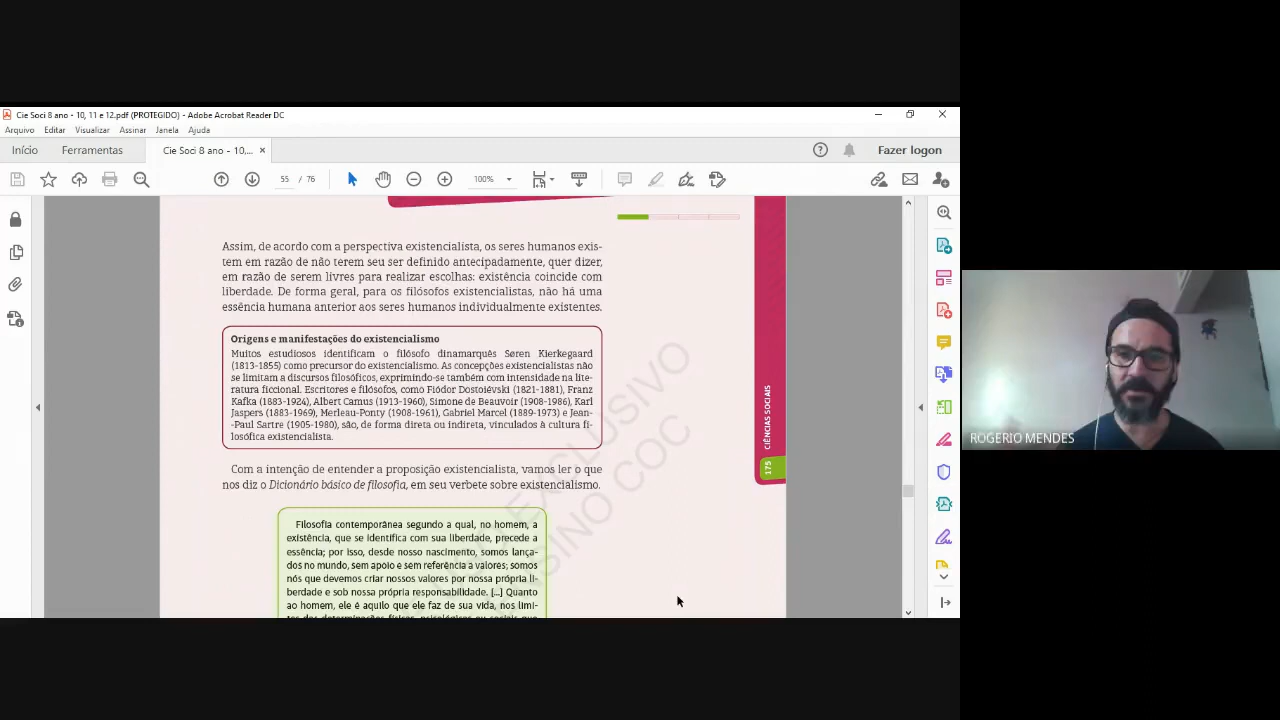 Cie Soci 8 ano - 10, 11 e 12.pdf (PROTEGIDO) - Adobe Acrobat Reader DC
Arquivo Editar Visualizar Assinar Janela Ajuda
Início Ferramentas Cie Soci 8 ano - 10,... × Fazer logon
55 / 76 100%
Assim, de acordo com a perspectiva existencialista, os seres humanos exis-
tem em razão de não terem seu ser definido antecipadamente, quer dizer,
em razão de serem livres para realizar escolhas: existência coincide com
liberdade. De forma geral, para os filósofos existencialistas, não há uma
essência humana anterior aos seres humanos individualmente existentes.
Origens e manifestações do existencialismo
Muitos estudiosos identificam o filósofo dinamarquês Søren Kierkegaard
(1813-1855) como precursor do existencialismo. As concepções existencialistas não
se limitam a discursos filosóficos, exprimindo-se também com intensidade na lite-
ratura ficcional. Escritores e filósofos, como Fiódor Dostoiévski (1821-1881), Franz
Kafka (1883-1924), Albert Camus (1913-1960), Simone de Beauvoir (1908-1986), Karl
Jaspers (1883-1969), Merleau-Ponty (1908-1961), Gabriel Marcel (1889-1973) e Jean-
-Paul Sartre (1905-1980), são, de forma direta ou indireta, vinculados à cultura fi-
losófica existencialista.
Com a intenção de entender a proposição existencialista, vamos ler o que
nos diz o Dicionário básico de filosofia, em seu verbete sobre existencialismo.
Filosofia contemporânea segundo a qual, no homem, a
existência, que se identifica com sua liberdade, precede a
essência; por isso, desde nosso nascimento, somos lança-
dos no mundo, sem apoio e sem referência a valores; somos
nós que devemos criar nossos valores por nossa própria li-
berdade e sob nossa própria responsabilidade. [...] Quanto
ao homem, ele é aquilo que ele faz de sua vida, nos limi-
tes das determinações físicas, psicológicas ou sociais que
CIÊNCIAS SOCIAIS
175
EXCLUSIVO
ENSINO COC
ROGERIO MENDES